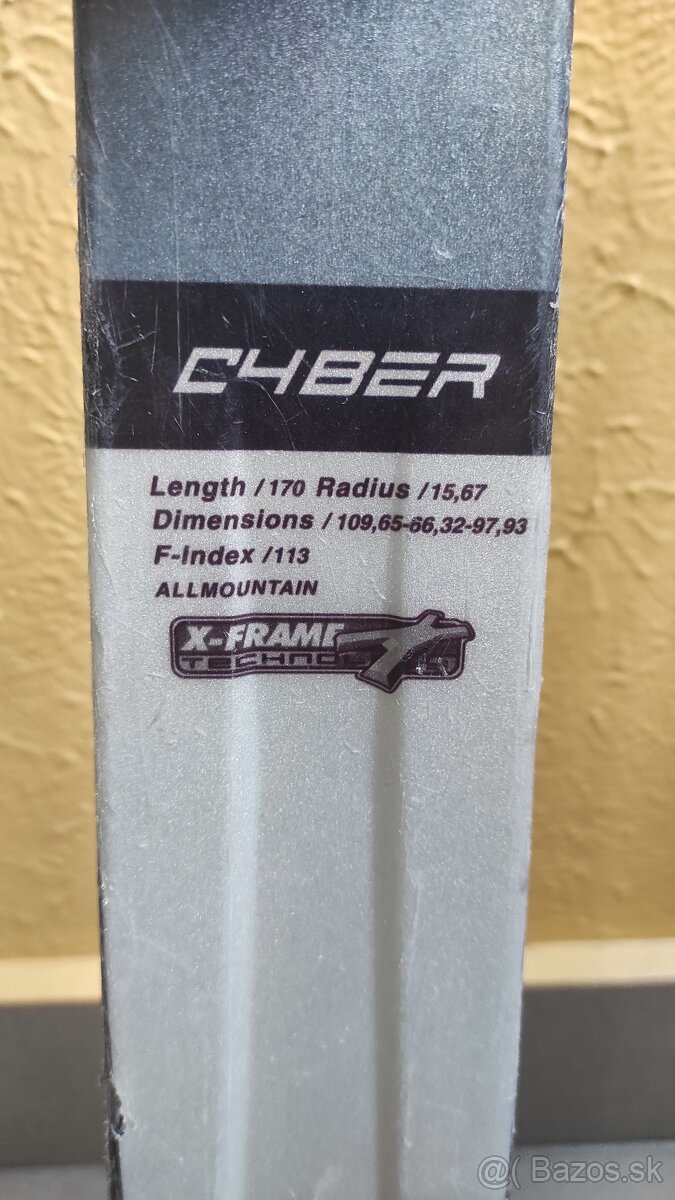 CYBER
Length /170 Radius /15,67
Dimensions /109,65-66,32-97,93
F-Index /113
ALLMOUNTAIN
X-FRAME
@( Bazos.sk